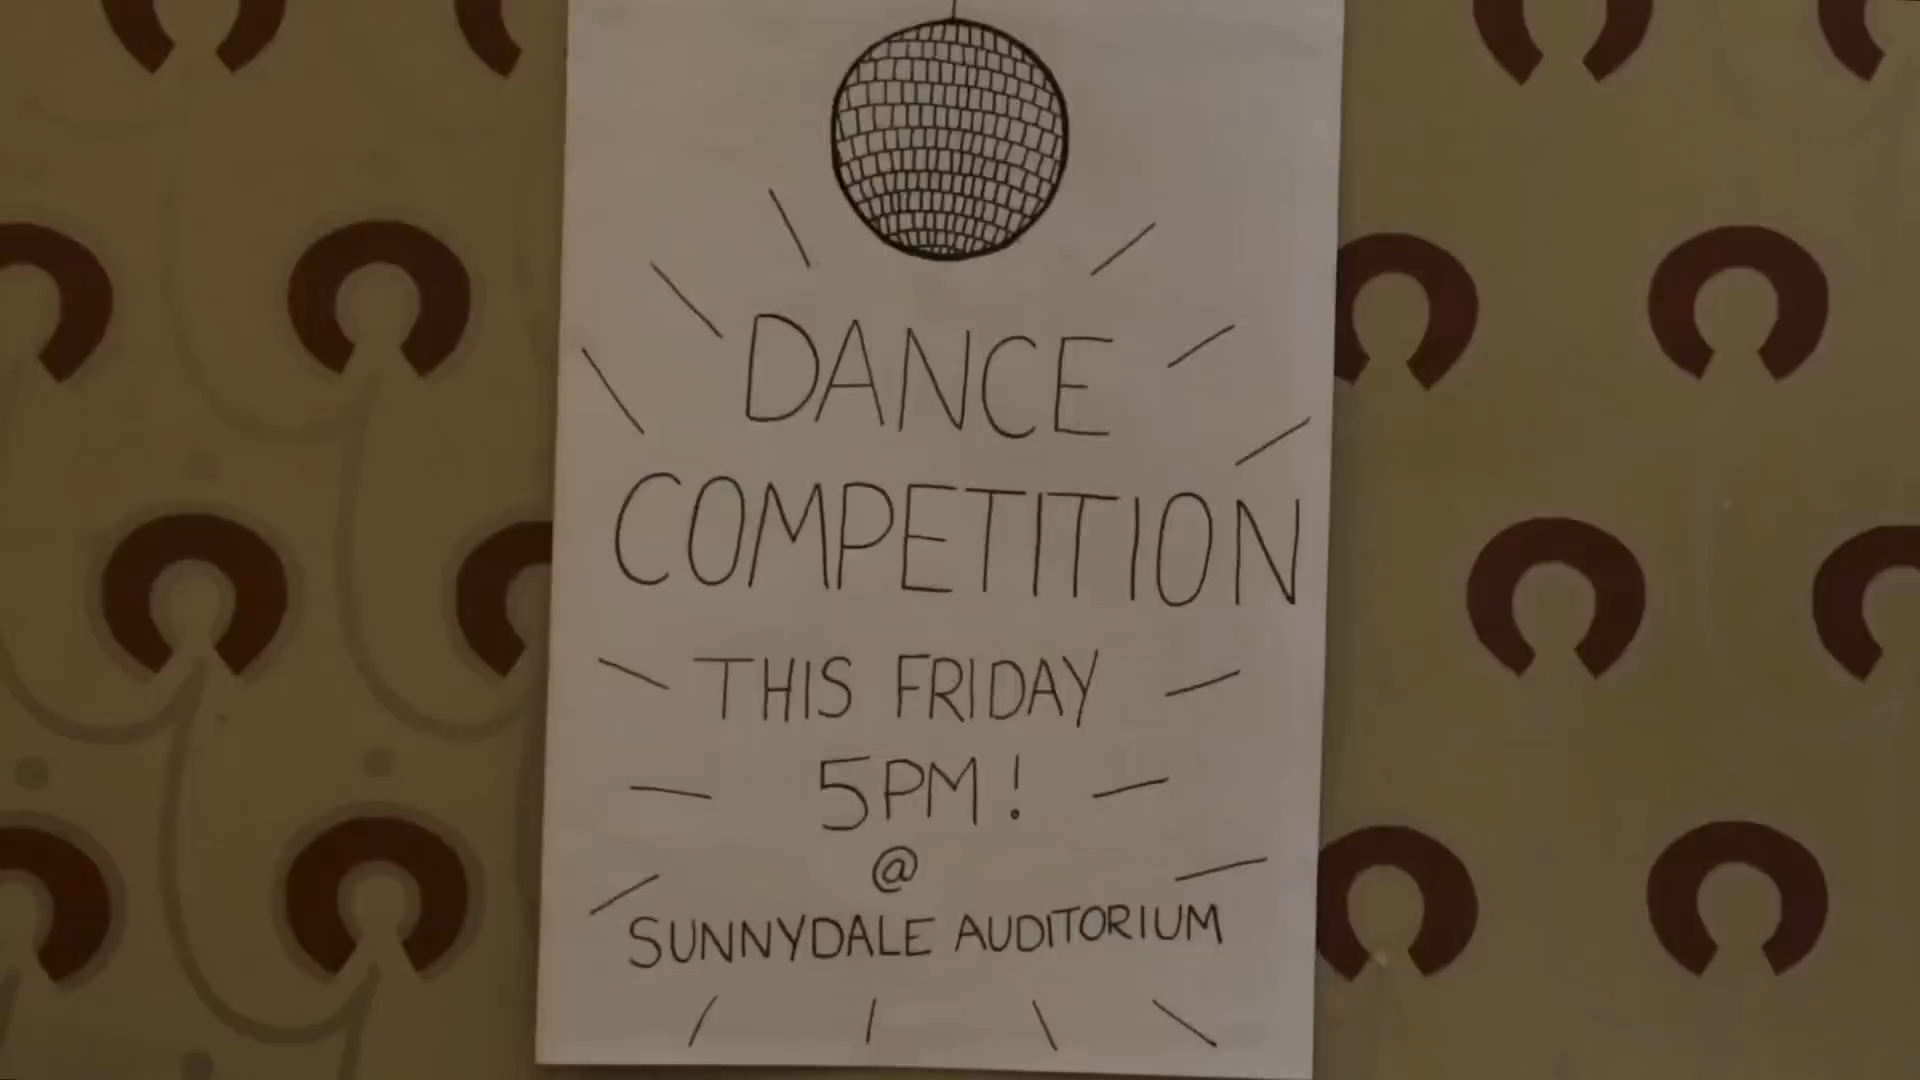 DANCE
COMPETITION
THIS FRIDAY
5PM!
@
SUNNYDALE AUDITORIUM